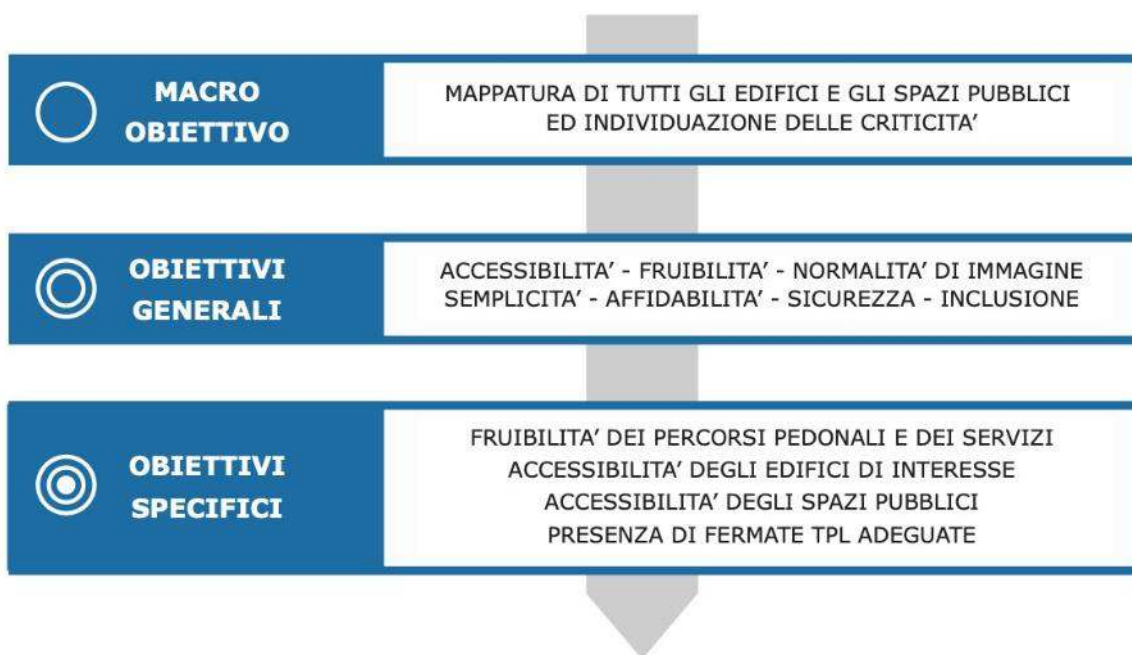 MACRO
OBIETTIVO
MAPPATURA DI TUTTI GLI EDIFICI E GLI SPAZI PUBBLICI
ED INDIVIDUAZIONE DELLE CRITICITA’
OBIETTIVI
GENERALI
ACCESSIBILITA’ - FRUIBILITA’ - NORMALITA’ DI IMMAGINE
SEMPLICITA’ - AFFIDABILITA’ - SICUREZZA - INCLUSIONE
OBIETTIVI
SPECIFICI
FRUIBILITA’ DEI PERCORSI PEDONALI E DEI SERVIZI
ACCESSIBILITA’ DEGLI EDIFICI DI INTERESSE
ACCESSIBILITA’ DEGLI SPAZI PUBBLICI
PRESENZA DI FERMATE TPL ADEGUATE